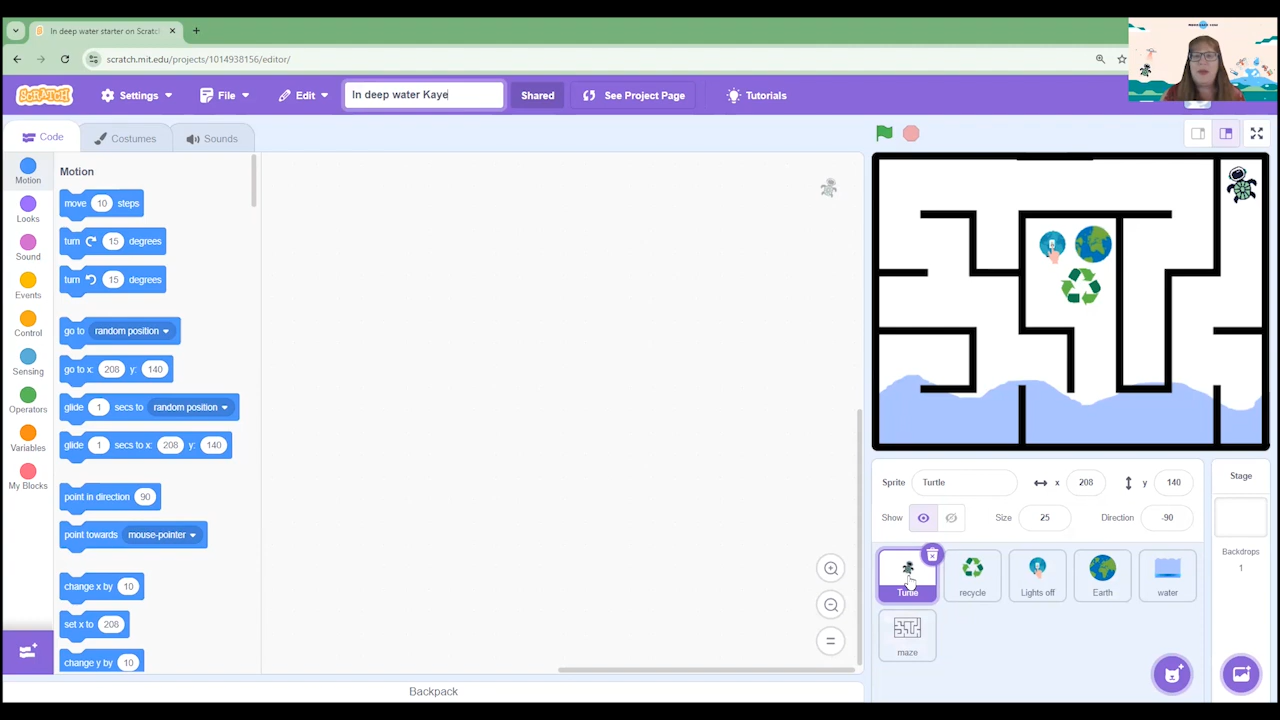 In deep water starter on Scratch
scratch.mit.edu/projects/1014938156/editor/
SCRATCH
Settings
File
Edit
In deep water Kaye
Shared
See Project Page
Tutorials
Code
Costumes
Sounds
Motion
Looks
Sound
Events
Control
Sensing
Operators
Variables
My Blocks
Motion
move 10 steps
turn 15 degrees
turn 15 degrees
go to random position
go to x: 208 y: 140
glide 1 secs to random position
glide 1 secs to x: 208 y: 140
point in direction 90
point towards mouse-pointer
change x by 10
set x to 208
change y by 10
Sprite Turtle x 208 y 140
Show Size 25 Direction -90
Turtle
recycle
Lights off
Earth
water
maze
Stage
Backdrops
1
Backpack